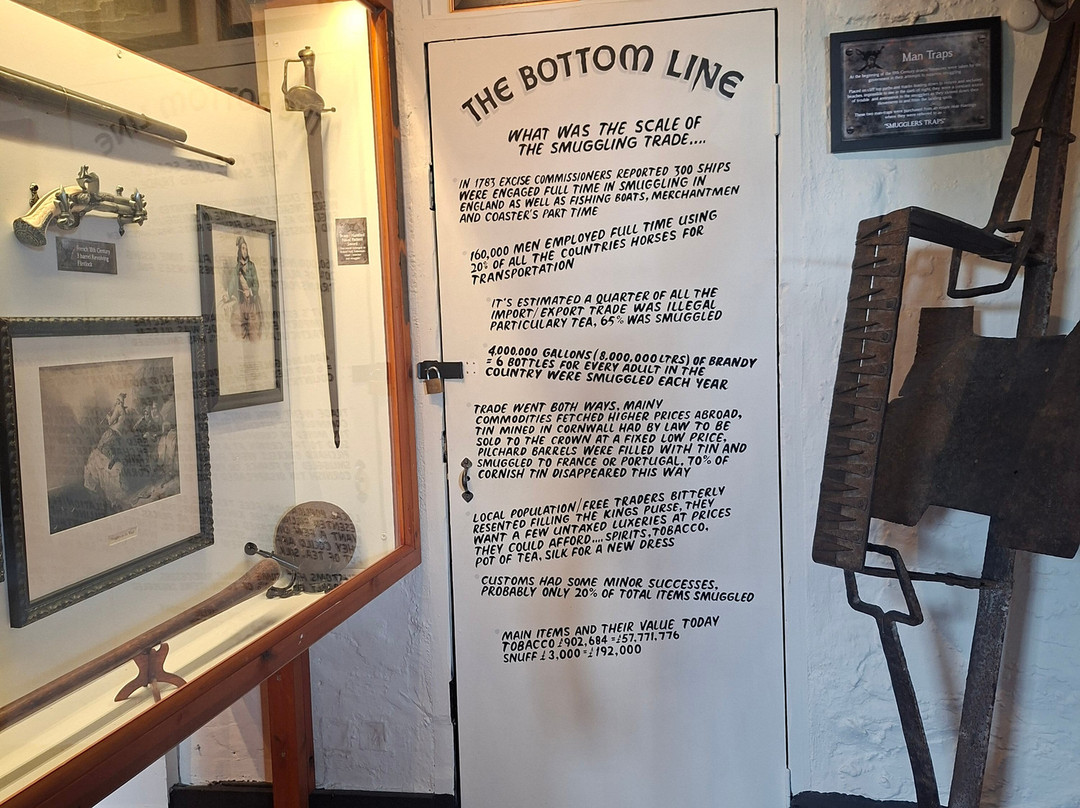 THE BOTTOM LINE
WHAT WAS THE SCALE OF
THE SMUGGLING TRADE....
IN 1783 EXCISE COMMISSIONERS REPORTED 300 SHIPS
WERE ENGAGED FULL TIME IN SMUGGLING IN
ENGLAND AS WELL AS FISHING BOATS, MERCHANTMEN
AND COASTER'S PART TIME
160,000 MEN EMPLOYED FULL TIME USING
20% OF ALL THE COUNTRIES HORSES FOR
TRANSPORTATION
IT'S ESTIMATED A QUARTER OF ALL THE
IMPORT/EXPORT TRADE WAS ILLEGAL
PARTICULARY TEA, 65% WAS SMUGGLED
4,000,000 GALLONS (8,000,000 LTRS) OF BRANDY
= 6 BOTTLES FOR EVERY ADULT IN THE
COUNTRY WERE SMUGGLED EACH YEAR
TRADE WENT BOTH WAYS, MAINY
COMMODITIES FETCHED HIGHER PRICES ABROAD,
TIN MINED IN CORNWALL HAD BY LAW TO BE
SOLD TO THE CROWN AT A FIXED LOW PRICE,
PILCHARD BARRELS WERE FILLED WITH TIN AND
SMUGGLED TO FRANCE OR PORTUGAL, 70% OF
CORNISH TIN DISAPPEARED THIS WAY
LOCAL POPULATION/FREE TRADERS BITTERLY
RESENTED FILLING THE KINGS PURSE, THEY
WANT A FEW UNTAXED LUXERIES AT PRICES
THEY COULD AFFORD.... SPIRITS, TOBACCO,
POT OF TEA, SILK FOR A NEW DRESS
CUSTOMS HAD SOME MINOR SUCCESSES,
PROBABLY ONLY 20% OF TOTAL ITEMS SMUGGLED
MAIN ITEMS AND THEIR VALUE TODAY
TOBACCO £902,684 = £57,771,776
SNUFF £3,000 = £192,000
Man Traps
"SMUGGLERS TRAPS"
French 18th Century
Flintlock